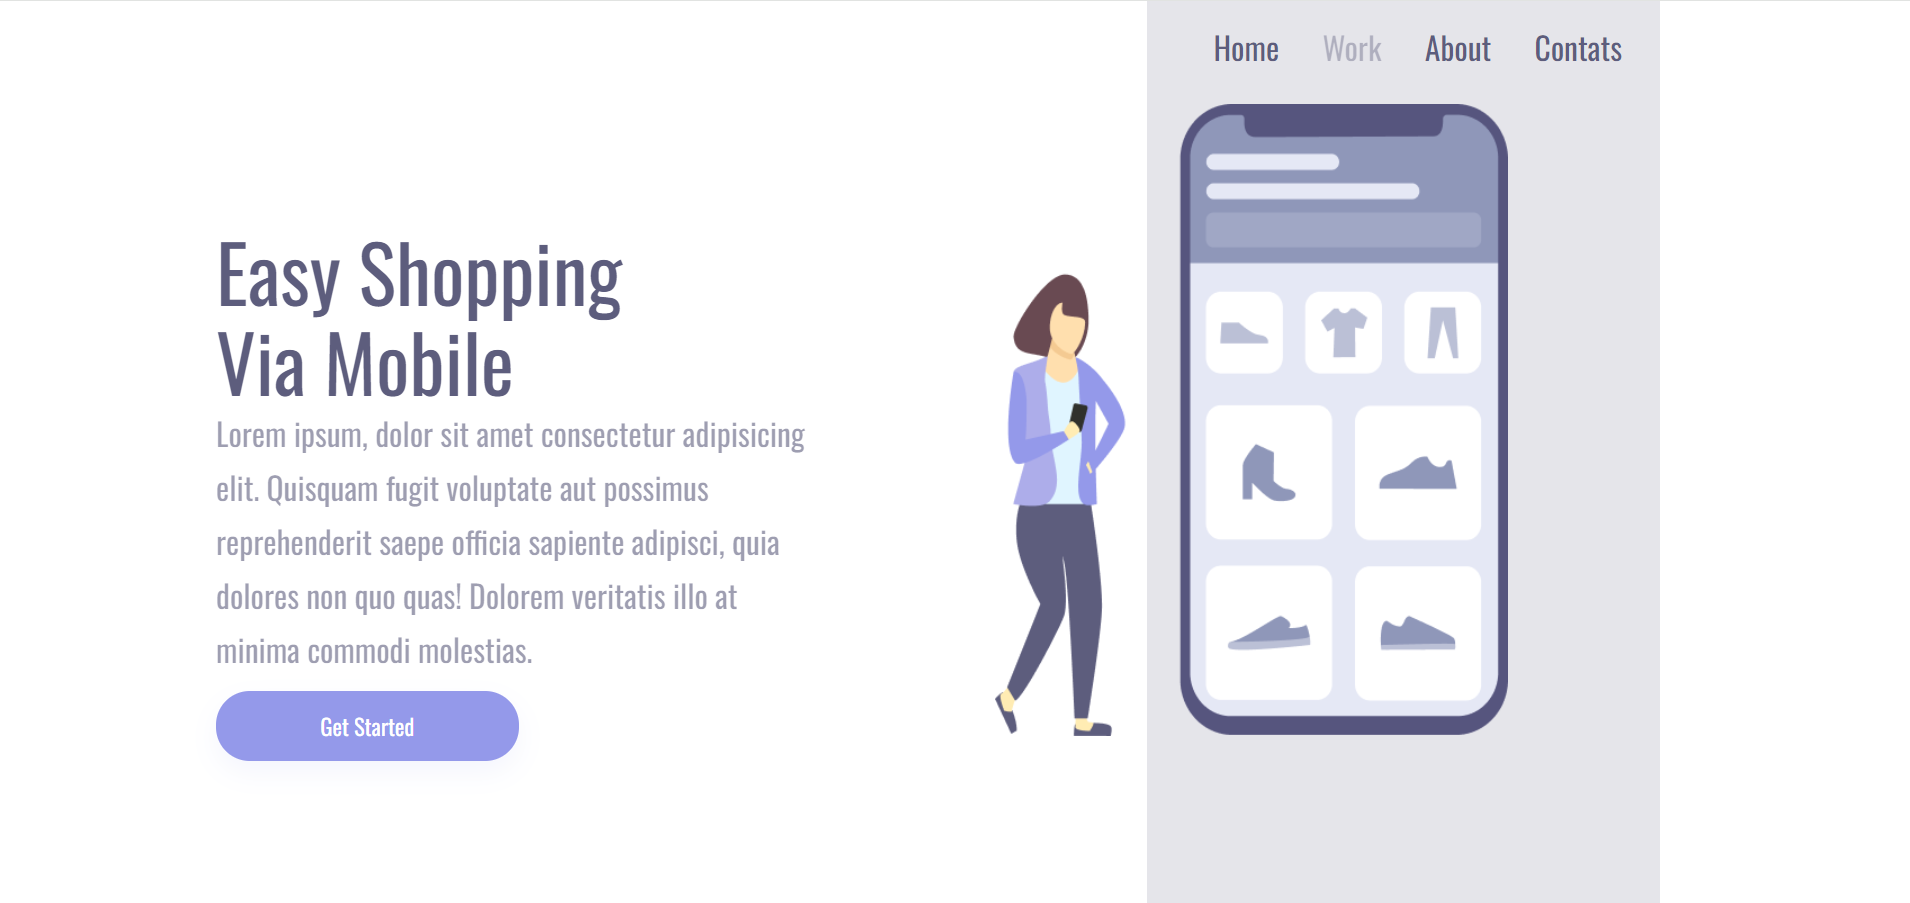 Home Work About Contats
Easy Shopping
Via Mobile
Lorem ipsum, dolor sit amet consectetur adipisicing
elit. Quisquam fugit voluptate aut possimus
reprehenderit saepe officia sapiente adipisci, quia
dolores non quo quas! Dolorem veritatis illo at
minima commodi molestias.
Get Started